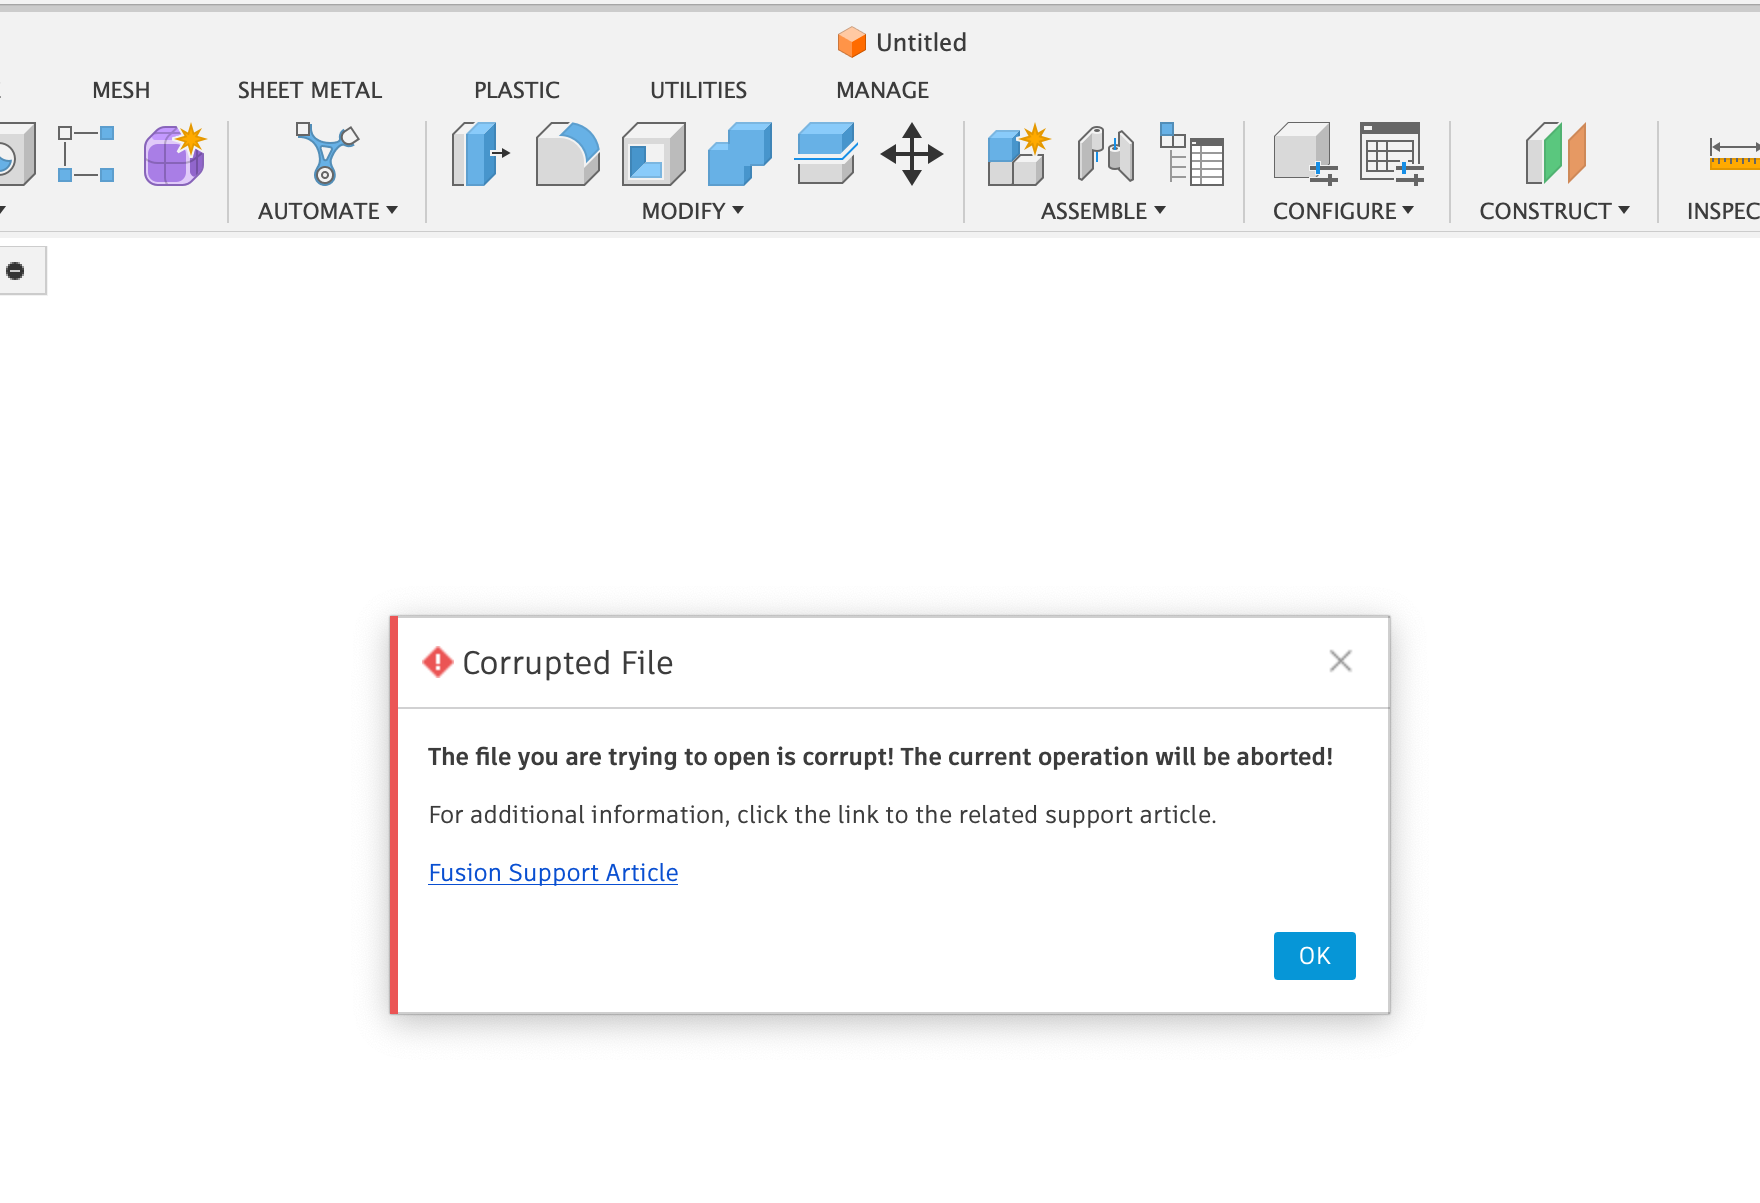 Untitled
MESH
SHEET METAL
PLASTIC
UTILITIES
MANAGE
AUTOMATE
MODIFY
ASSEMBLE
CONFIGURE
CONSTRUCT
INSPEC
Corrupted File
The file you are trying to open is corrupt! The current operation will be aborted!
For additional information, click the link to the related support article.
Fusion Support Article
OK